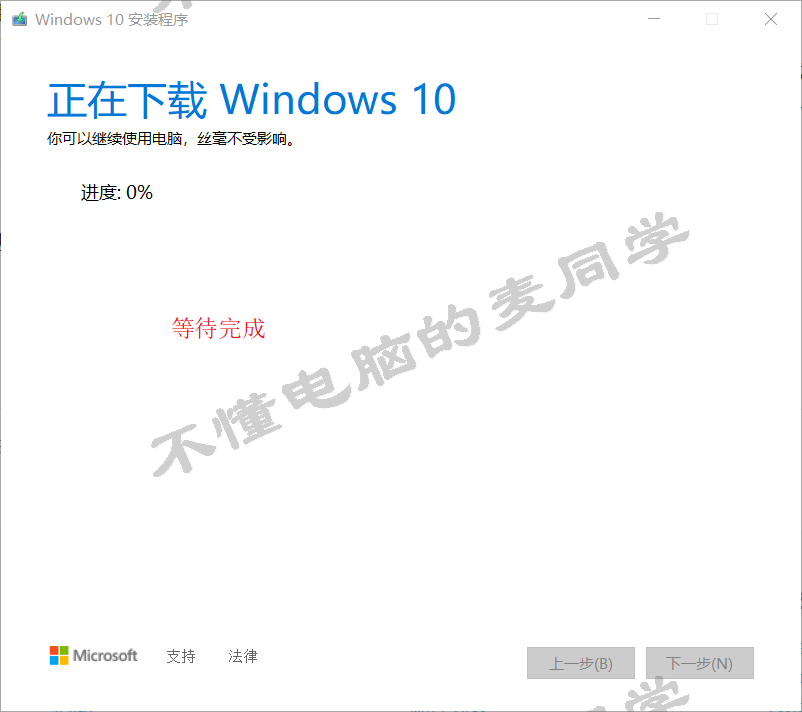 Windows 10 安装程序
正在下载 Windows 10
你可以继续使用电脑，丝毫不受影响。
进度: 0%
等待完成
不懂电脑的麦同学
Microsoft 支持 法律
上一步(B) 下一步(N)
学